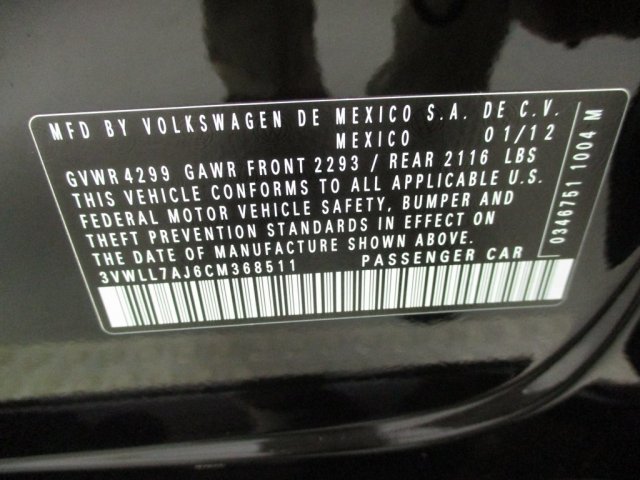 MFD BY VOLKSWAGEN DE MEXICO S.A. DE C.V.
MEXICO 01/12
GVWR 4299 GAWR FRONT 2293 / REAR 2116 LBS
THIS VEHICLE CONFORMS TO ALL APPLICABLE U.S.
FEDERAL MOTOR VEHICLE SAFETY, BUMPER AND
THEFT PREVENTION STANDARDS IN EFFECT ON
THE DATE OF MANUFACTURE SHOWN ABOVE.
3VWLL7AJ6CM368511 PASSENGER CAR
0346761 1004 M